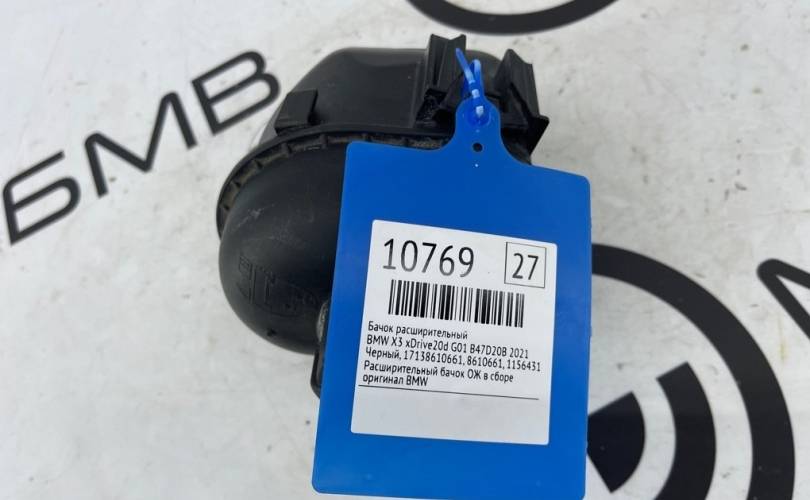 БМВ
10769
27
Бачок расширительный
BMW X3 xDrive20d G01 B47D20B 2021
Черный, 17138610661, 8610661, 1156431
Расширительный бачок ОЖ в сборе
оригинал BMW